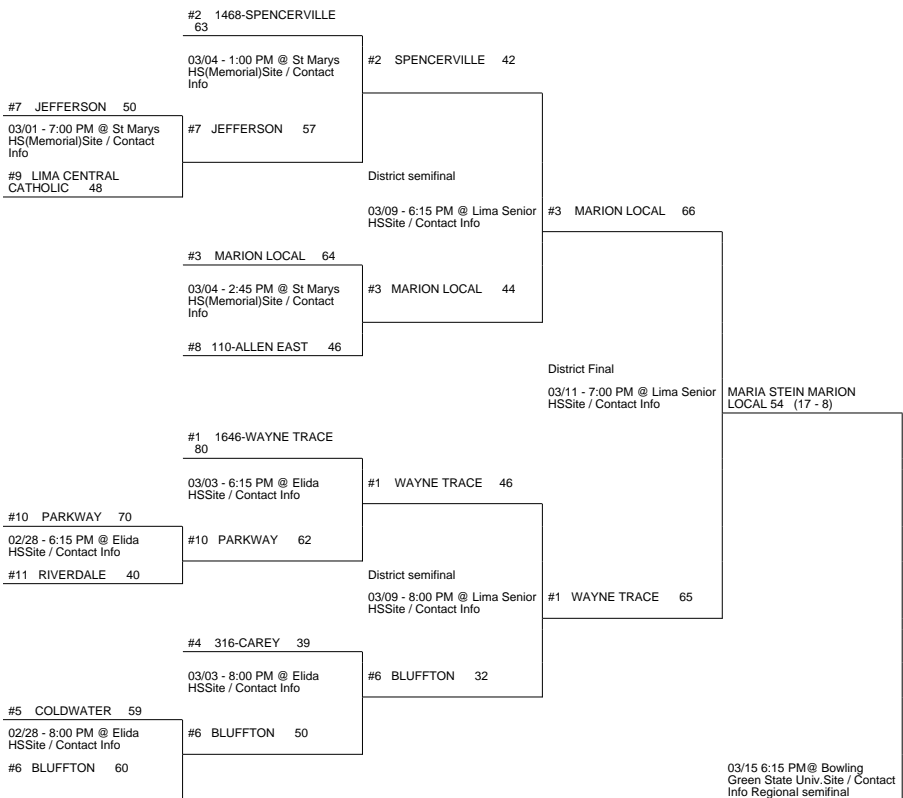 #2 1468-SPENCERVILLE
63
03/04 - 1:00 PM @ St Marys
HS(Memorial)Site / Contact
Info
#2 SPENCERVILLE 42
#7 JEFFERSON 50
03/01 - 7:00 PM @ St Marys
HS(Memorial)Site / Contact
Info
#7 JEFFERSON 57
#9 LIMA CENTRAL
CATHOLIC 48
District semifinal
03/09 - 6:15 PM @ Lima Senior
HSSite / Contact Info
#3 MARION LOCAL 66
#3 MARION LOCAL 64
03/04 - 2:45 PM @ St Marys
HS(Memorial)Site / Contact
Info
#3 MARION LOCAL 44
#8 110-ALLEN EAST 46
District Final
03/11 - 7:00 PM @ Lima Senior
HSSite / Contact Info
MARIA STEIN MARION
LOCAL 54 (17 - 8)
#1 1646-WAYNE TRACE
80
03/03 - 6:15 PM @ Elida
HSSite / Contact Info
#1 WAYNE TRACE 46
#10 PARKWAY 70
02/28 - 6:15 PM @ Elida
HSSite / Contact Info
#10 PARKWAY 62
#11 RIVERDALE 40
District semifinal
03/09 - 8:00 PM @ Lima Senior
HSSite / Contact Info
#1 WAYNE TRACE 65
#4 316-CAREY 39
03/03 - 8:00 PM @ Elida
HSSite / Contact Info
#6 BLUFFTON 32
#5 COLDWATER 59
02/28 - 8:00 PM @ Elida
HSSite / Contact Info
#6 BLUFFTON 50
#6 BLUFFTON 60
03/15 6:15 PM@ Bowling
Green State Univ.Site / Contact
Info Regional semifinal